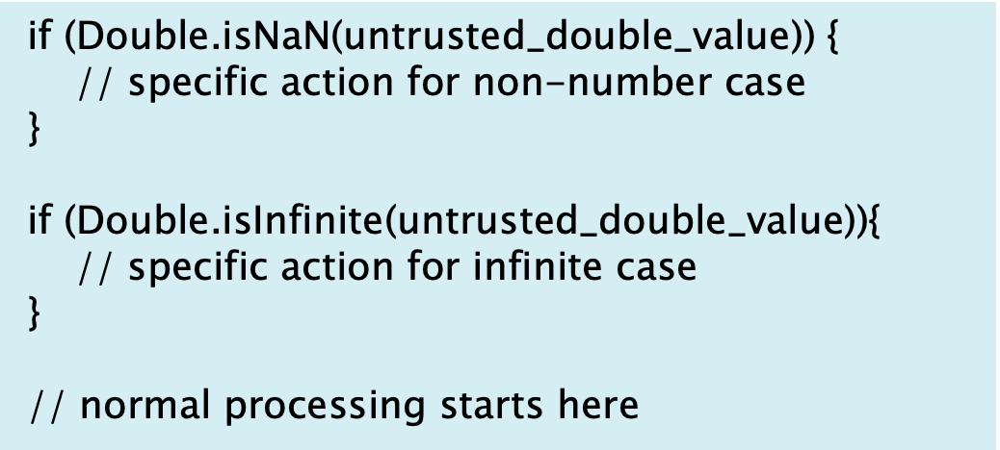 if (Double.isNaN(untrusted_double_value)) {
// specific action for non-number case
}
if (Double.isInfinite(untrusted_double_value)){
// specific action for infinite case
}
// normal processing starts here